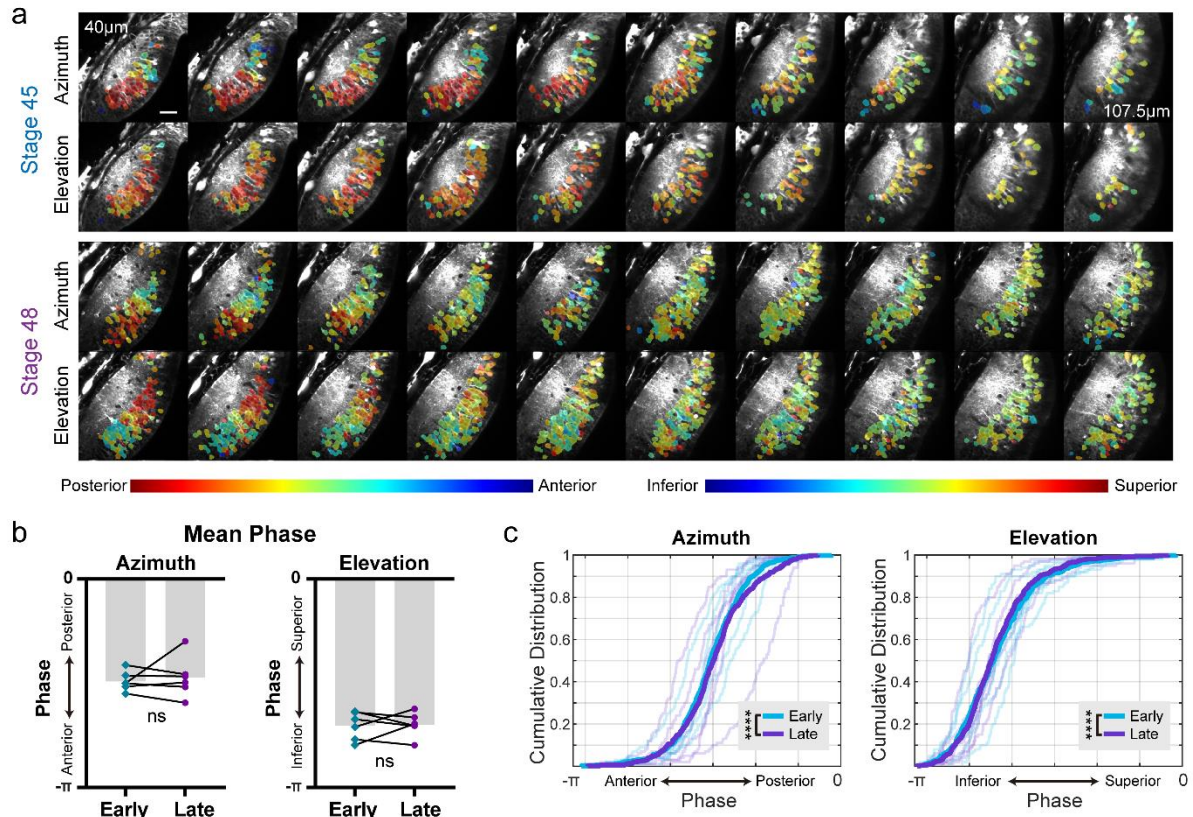 a
Stage 45
Azimuth
40μm
107.5μm
Elevation
Stage 48
Azimuth
Elevation
Posterior Anterior
Inferior Superior
b
Mean Phase
Azimuth
0
Phase
Anterior Posterior
-π
ns
Early Late
Elevation
0
Phase
Inferior Superior
-π
ns
Early Late
c
Azimuth
Cumulative Distribution
1
0.8
0.6
0.4
0.2
-π Anterior Posterior 0
Phase
****
Early
Late
Elevation
Cumulative Distribution
1
0.8
0.6
0.4
0.2
-π Inferior Superior 0
Phase
****
Early
Late